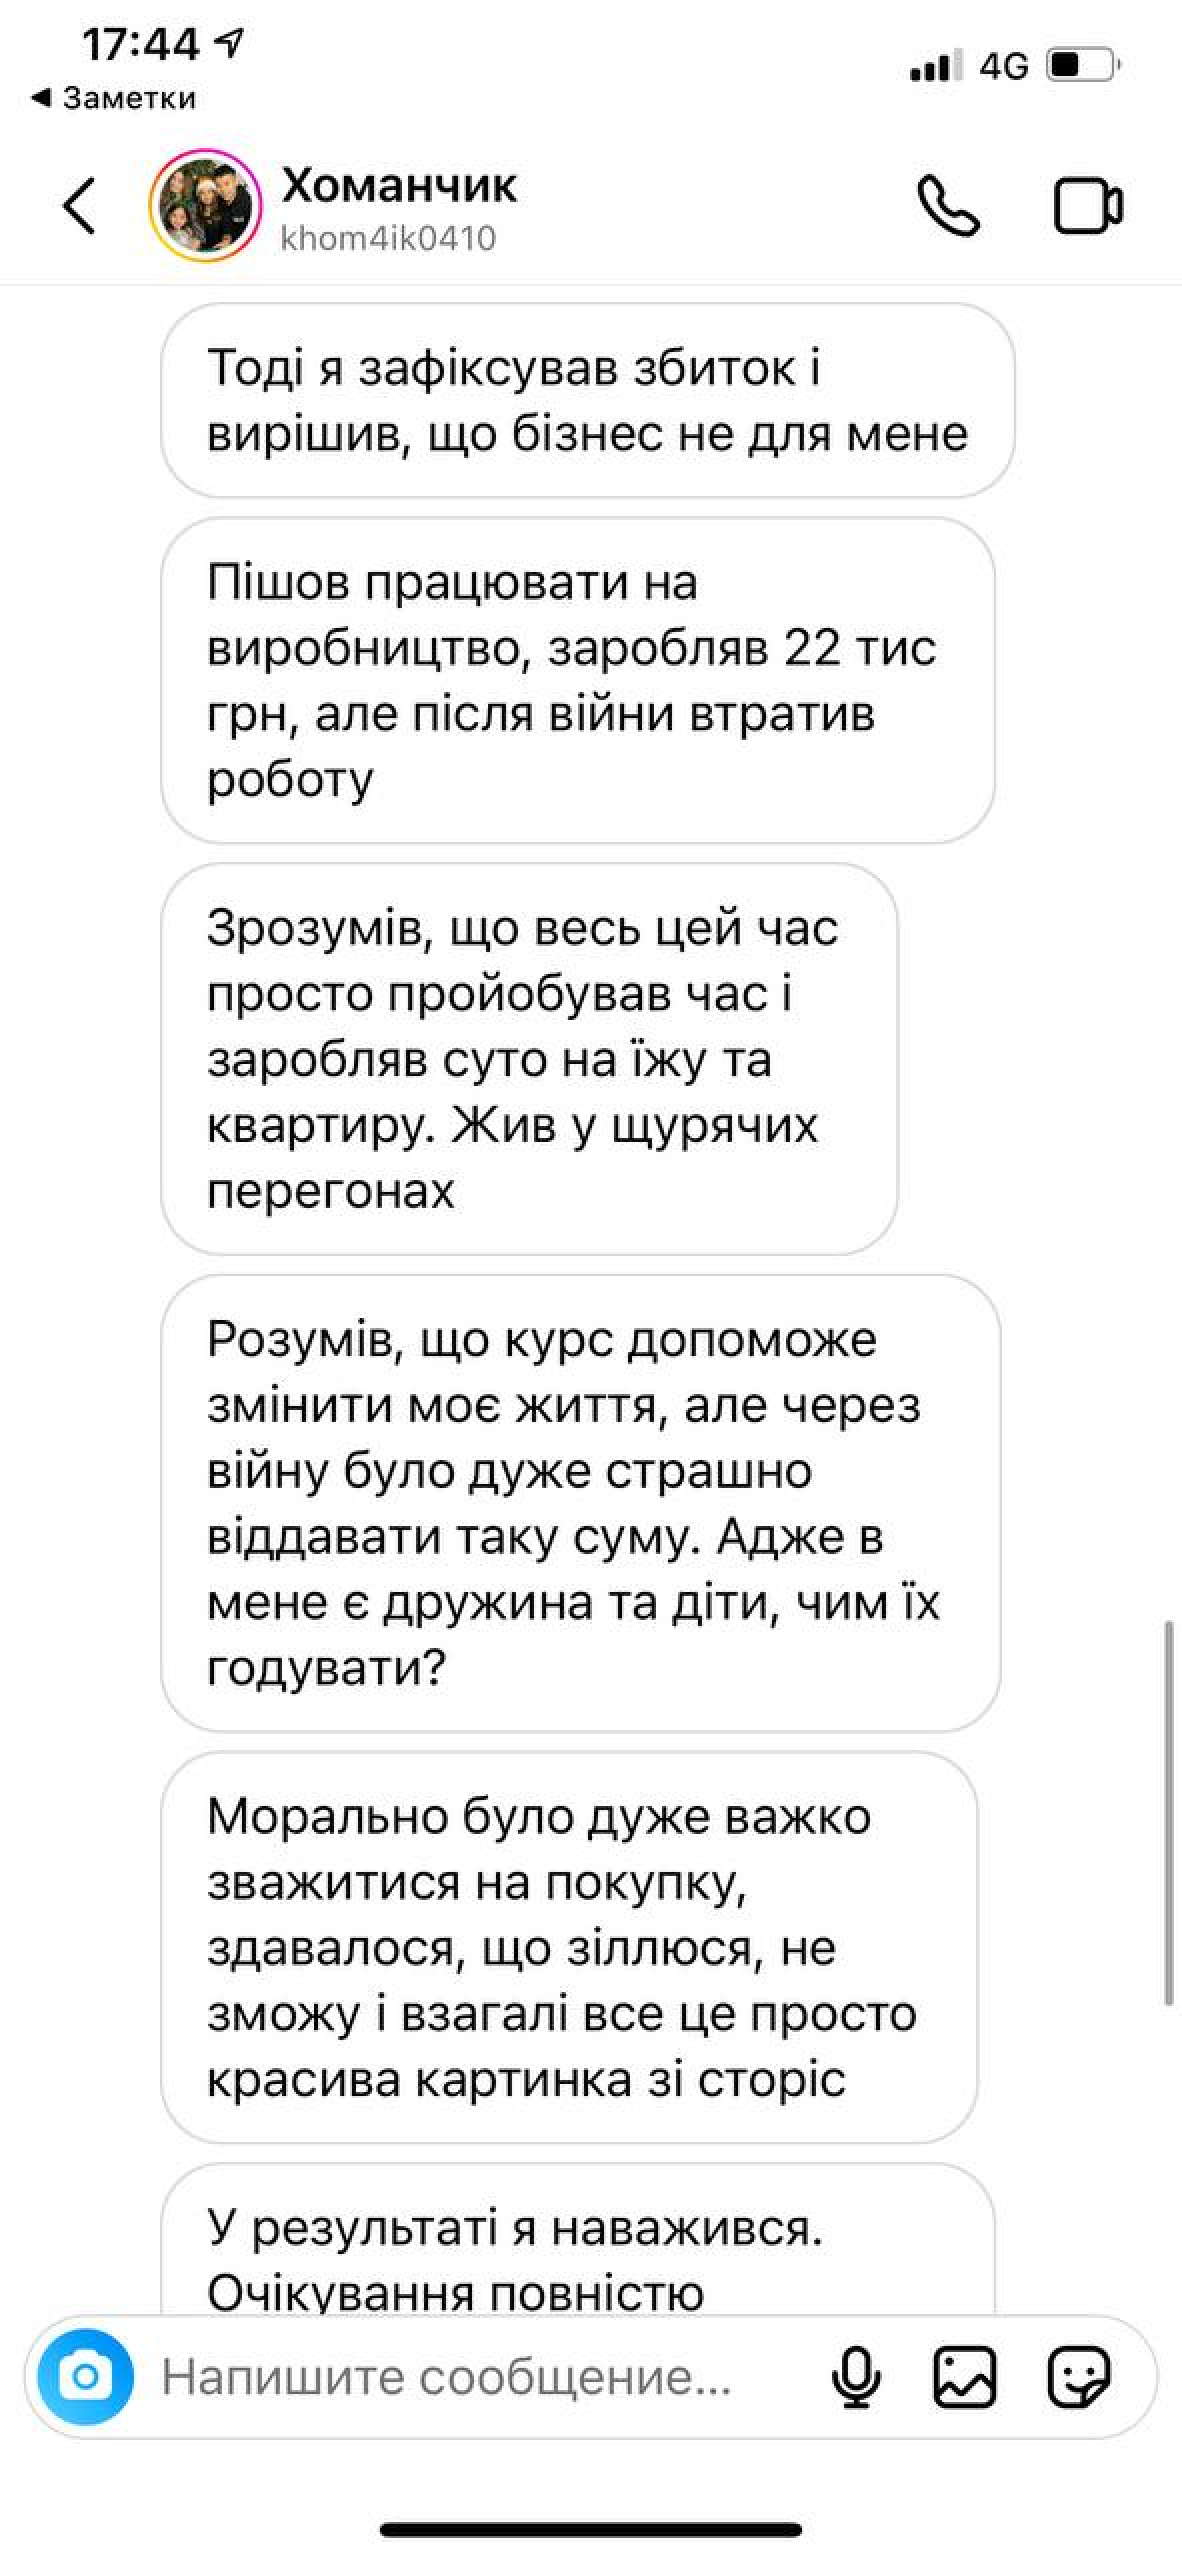 17:44
Заметки
Хоманчик
khom4ik0410
4G
Тоді я зафіксував збиток і
вирішив, що бізнес не для мене
Пішов працювати на
виробництво, заробляв 22 тис
грн, але після війни втратив
роботу
Зрозумів, що весь цей час
просто пройобував час і
заробляв суто на їжу та
квартиру. Жив у щурячих
перегонах
Розумів, що курс допоможе
змінити моє життя, але через
війну було дуже страшно
віддавати таку суму. Адже в
мене є дружина та діти, чим їх
годувати?
Морально було дуже важко
зважитися на покупку,
здавалося, що зіллюся, не
зможу і взагалі все це просто
красива картинка зі сторіс
У результаті я наважився.
Очікування повністю
Напишите сообщение...